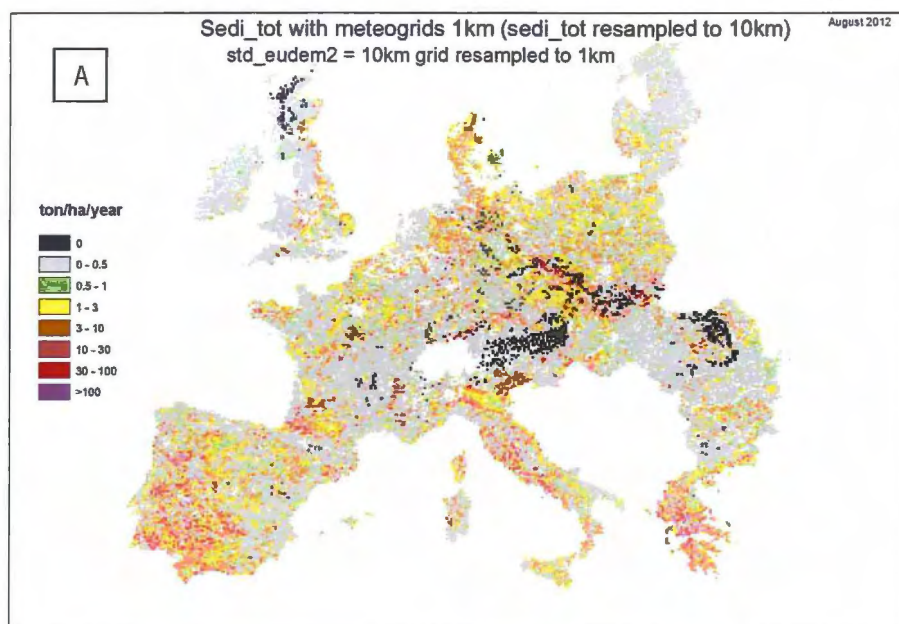 Sedi_tot with meteogrids 1km (sedi_tot resampled to 10km)
August 2012
std_eudem2 = 10km grid resampled to 1km
A
ton/ha/year
0
0 - 0.5
0.5 - 1
1 - 3
3 - 10
10 - 30
30 - 100
>100